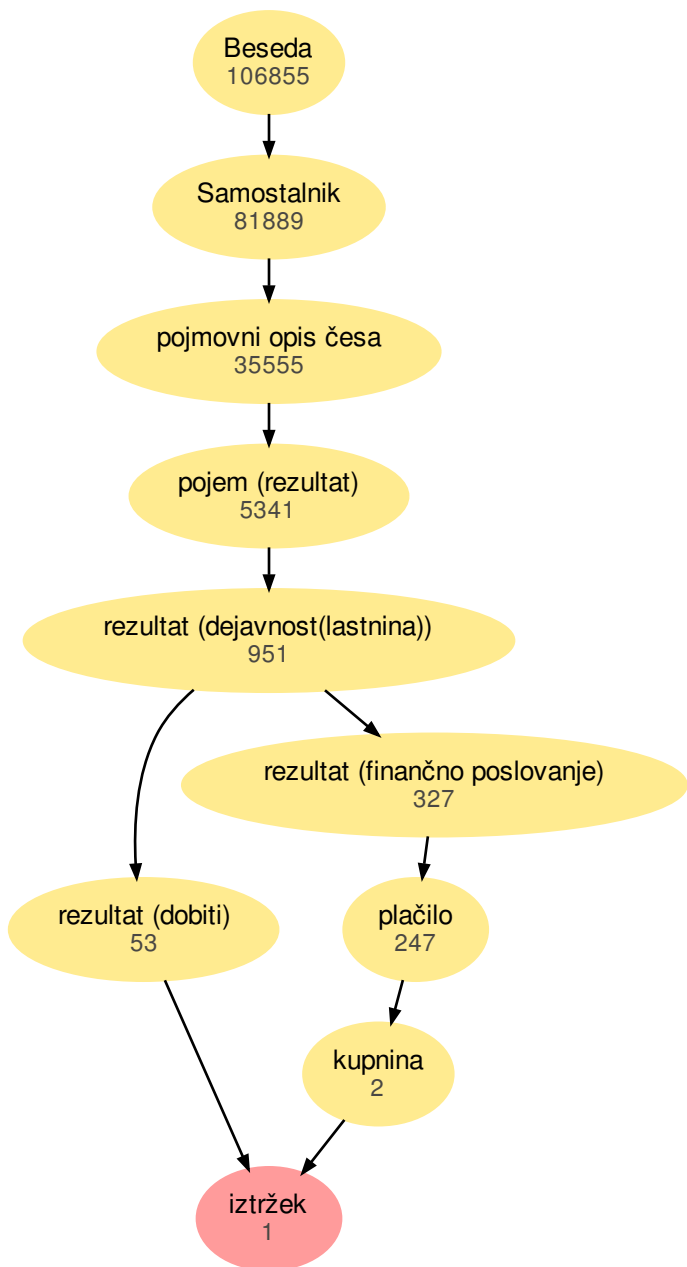 Beseda
106855
Samostalnik
81889
pojmovni opis česa
35555
pojem (rezultat)
5341
rezultat (dejavnost(lastnina))
951
rezultat (finančno poslovanje)
327
rezultat (dobiti)
53
plačilo
247
kupnina
2
iztržek
1